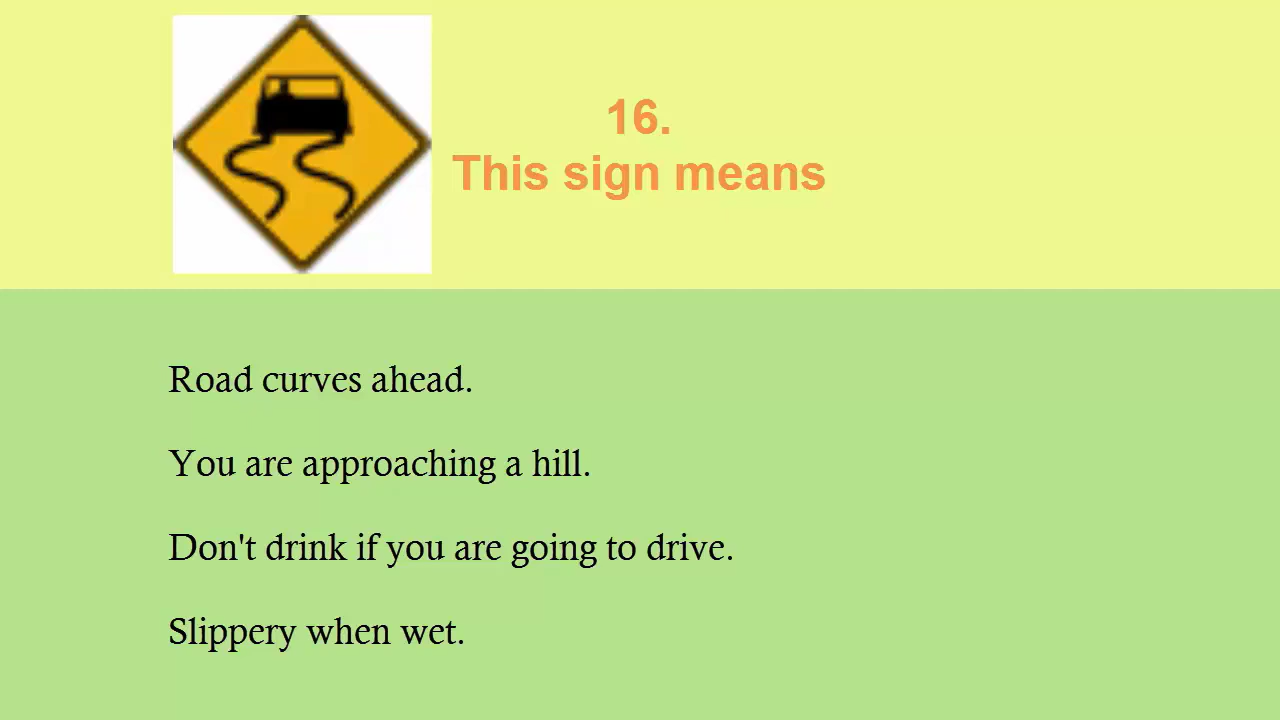 16.
This sign means
Road curves ahead.
You are approaching a hill.
Don't drink if you are going to drive.
Slippery when wet.